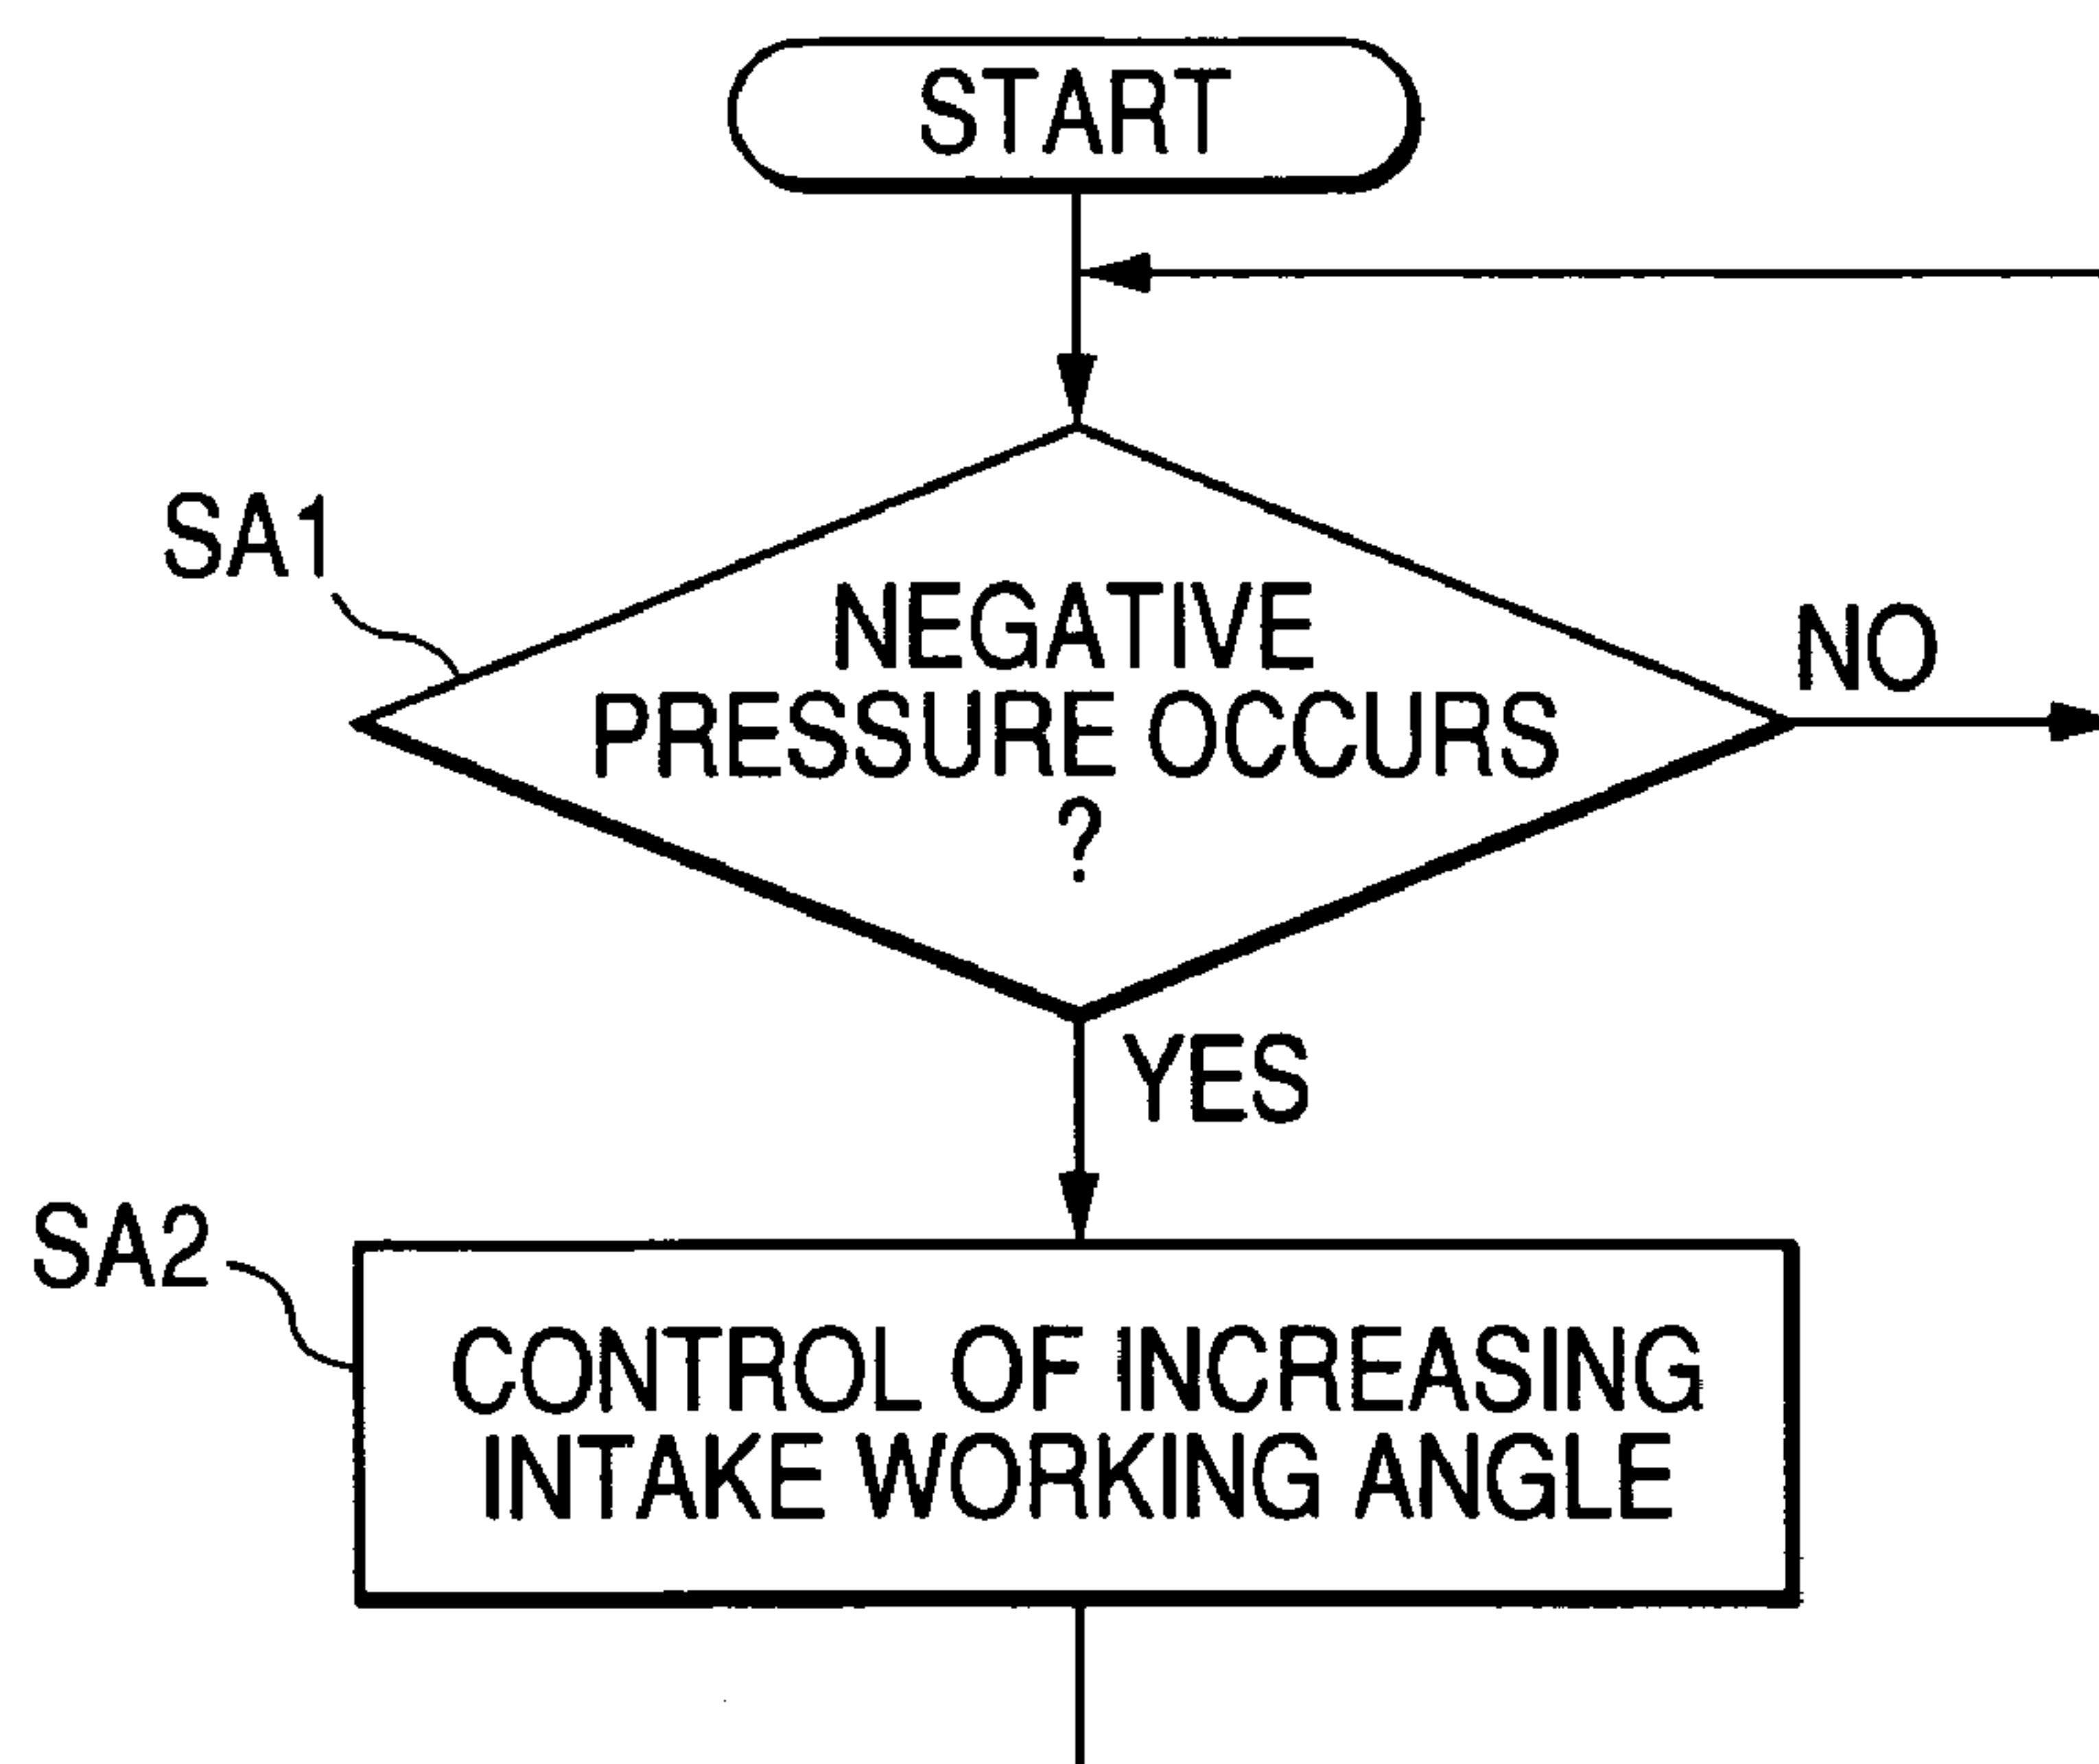 START
SA1
NEGATIVE
PRESSURE OCCURS
?
NO
YES
SA2
CONTROL OF INCREASING
INTAKE WORKING ANGLE